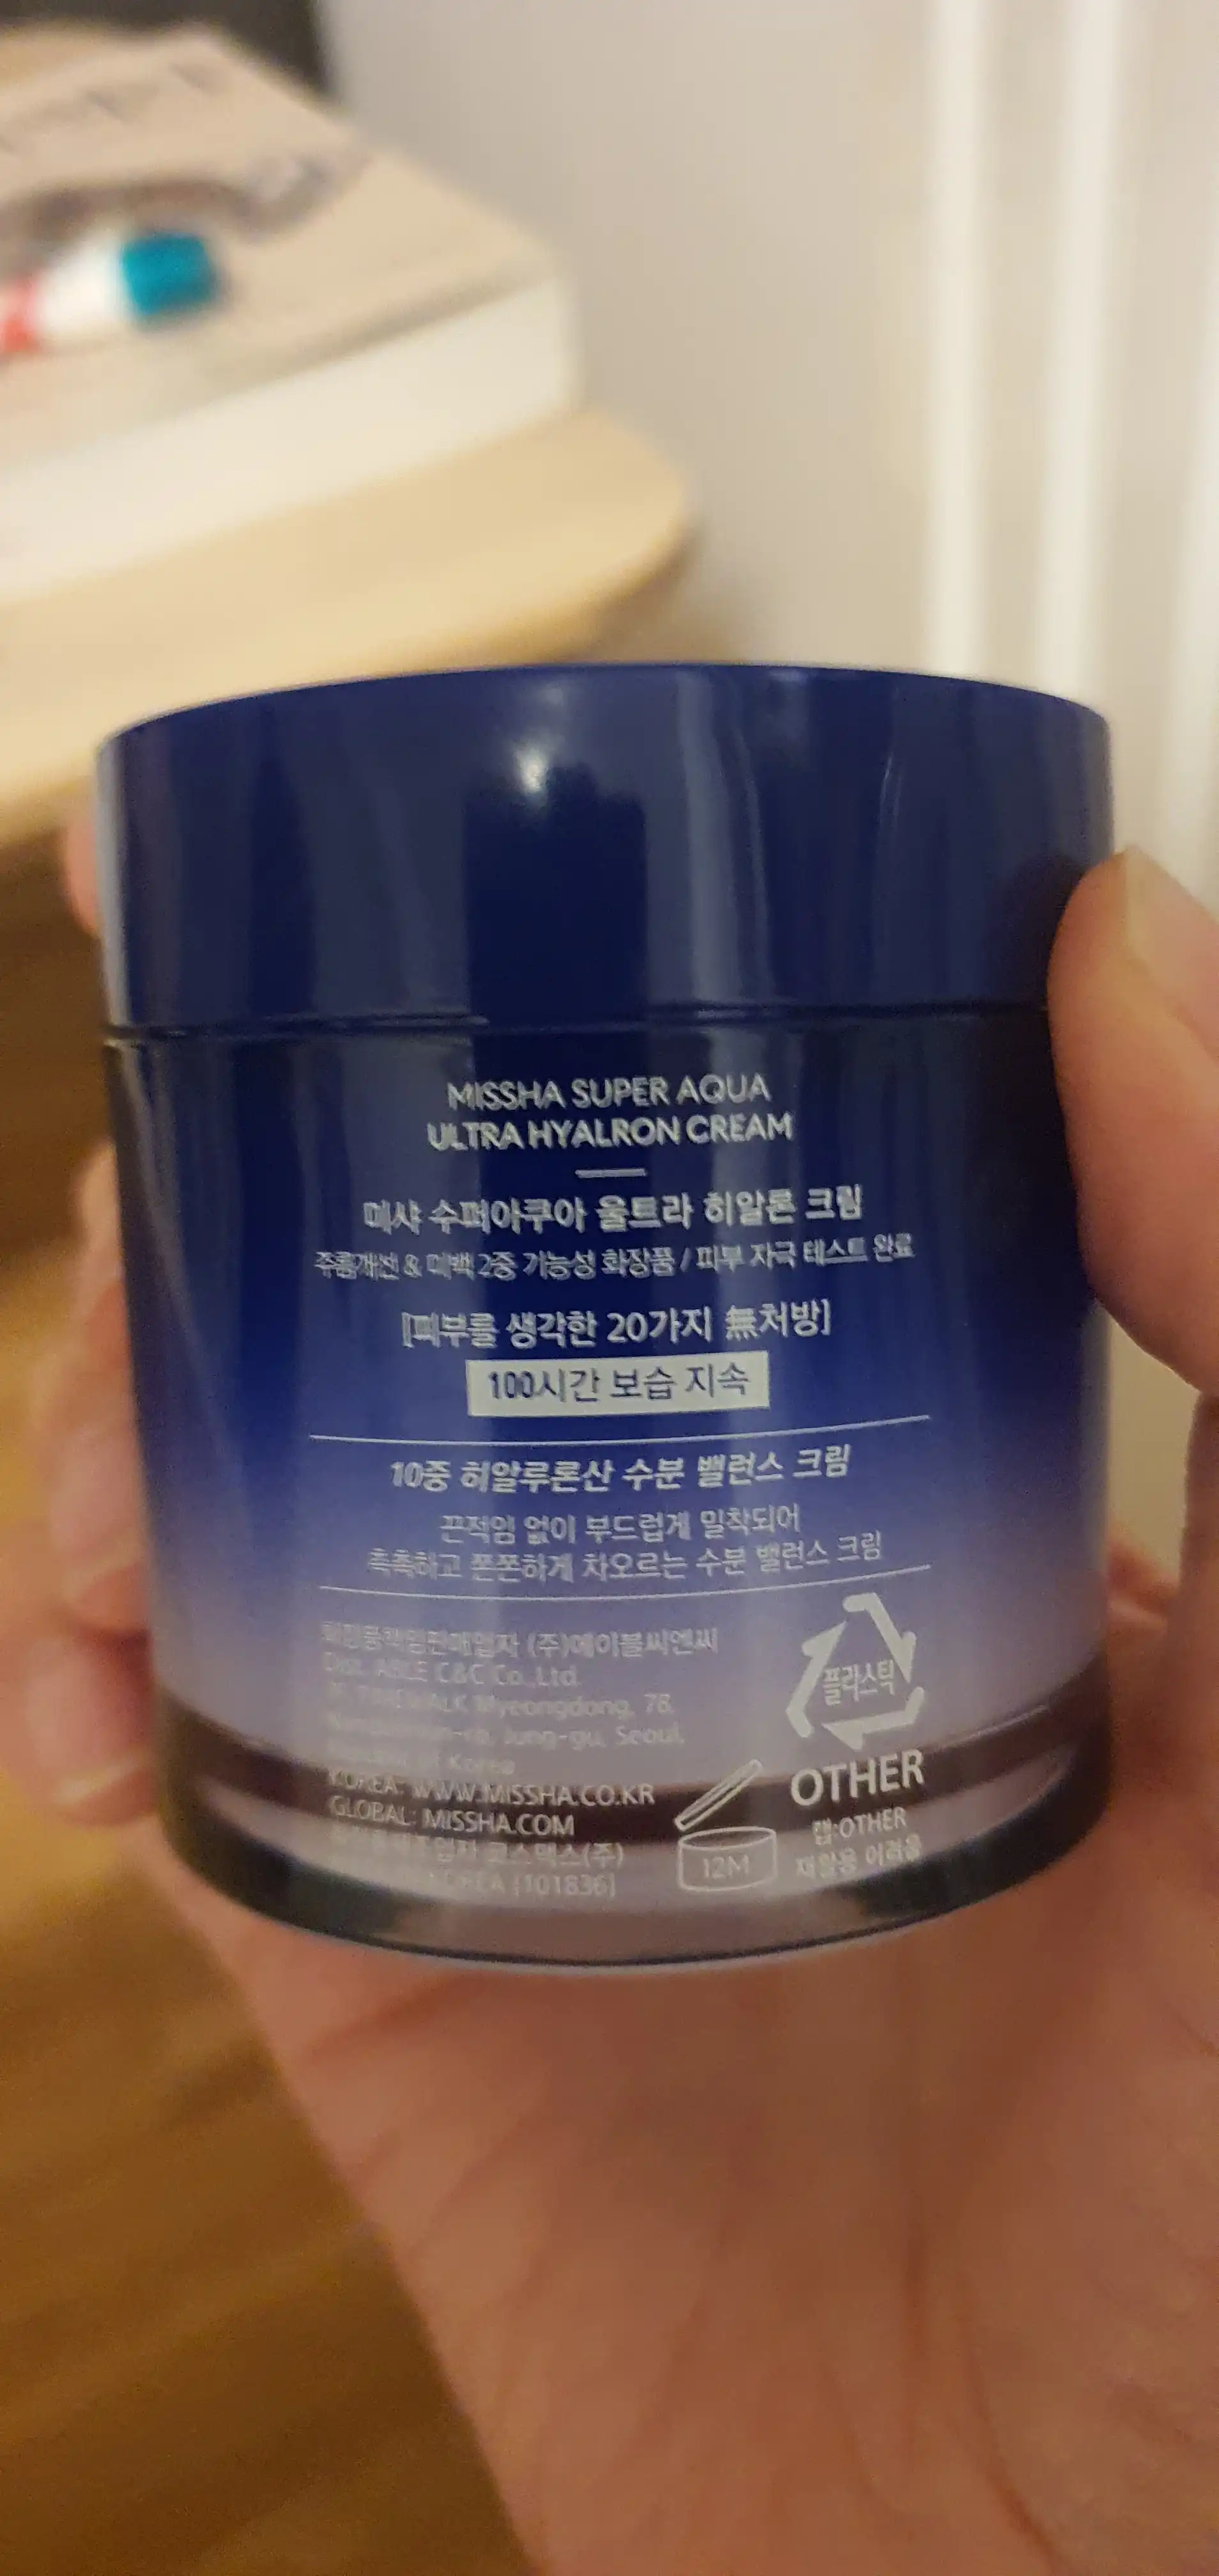 MISSHA SUPER AQUA
ULTRA HYALRON CREAM
미샤 수퍼아쿠아 울트라 히알론 크림
주름개선 & 미백 2중 기능성 화장품 / 피부 자극 테스트 완료
[피부를 생각한 20가지 無처방]
100시간 보습 지속
10중 히알루론산 수분 밸런스 크림
끈적임 없이 부드럽게 밀착되어
촉촉하고 쫀쫀하게 차오르는 수분 밸런스 크림
화장품책임판매업자 (주)에이블씨엔씨
Dist. ABLE C&C Co.,Ltd.
TIMEWALK Myeongdong, 78,
Jung-gu, Seoul,
Korea
KOREA: WWW.MISSHA.CO.KR
GLOBAL: MISSHA.COM
코스맥스(주)
KOREA [101836]
12M
플라스틱
OTHER
캡:OTHER
재활용 어려움